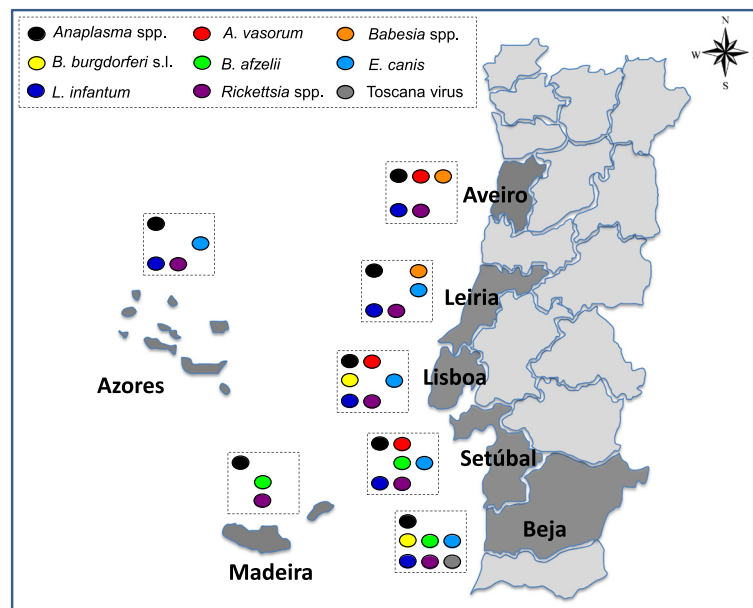 Anaplasma spp. A. vasorum Babesia spp.
B. burgdorferi s.l. B. afzelii E. canis
L. infantum Rickettsia spp. Toscana virus
N
W E
S
Aveiro
Leiria
Azores
Lisboa
Setúbal
Beja
Madeira